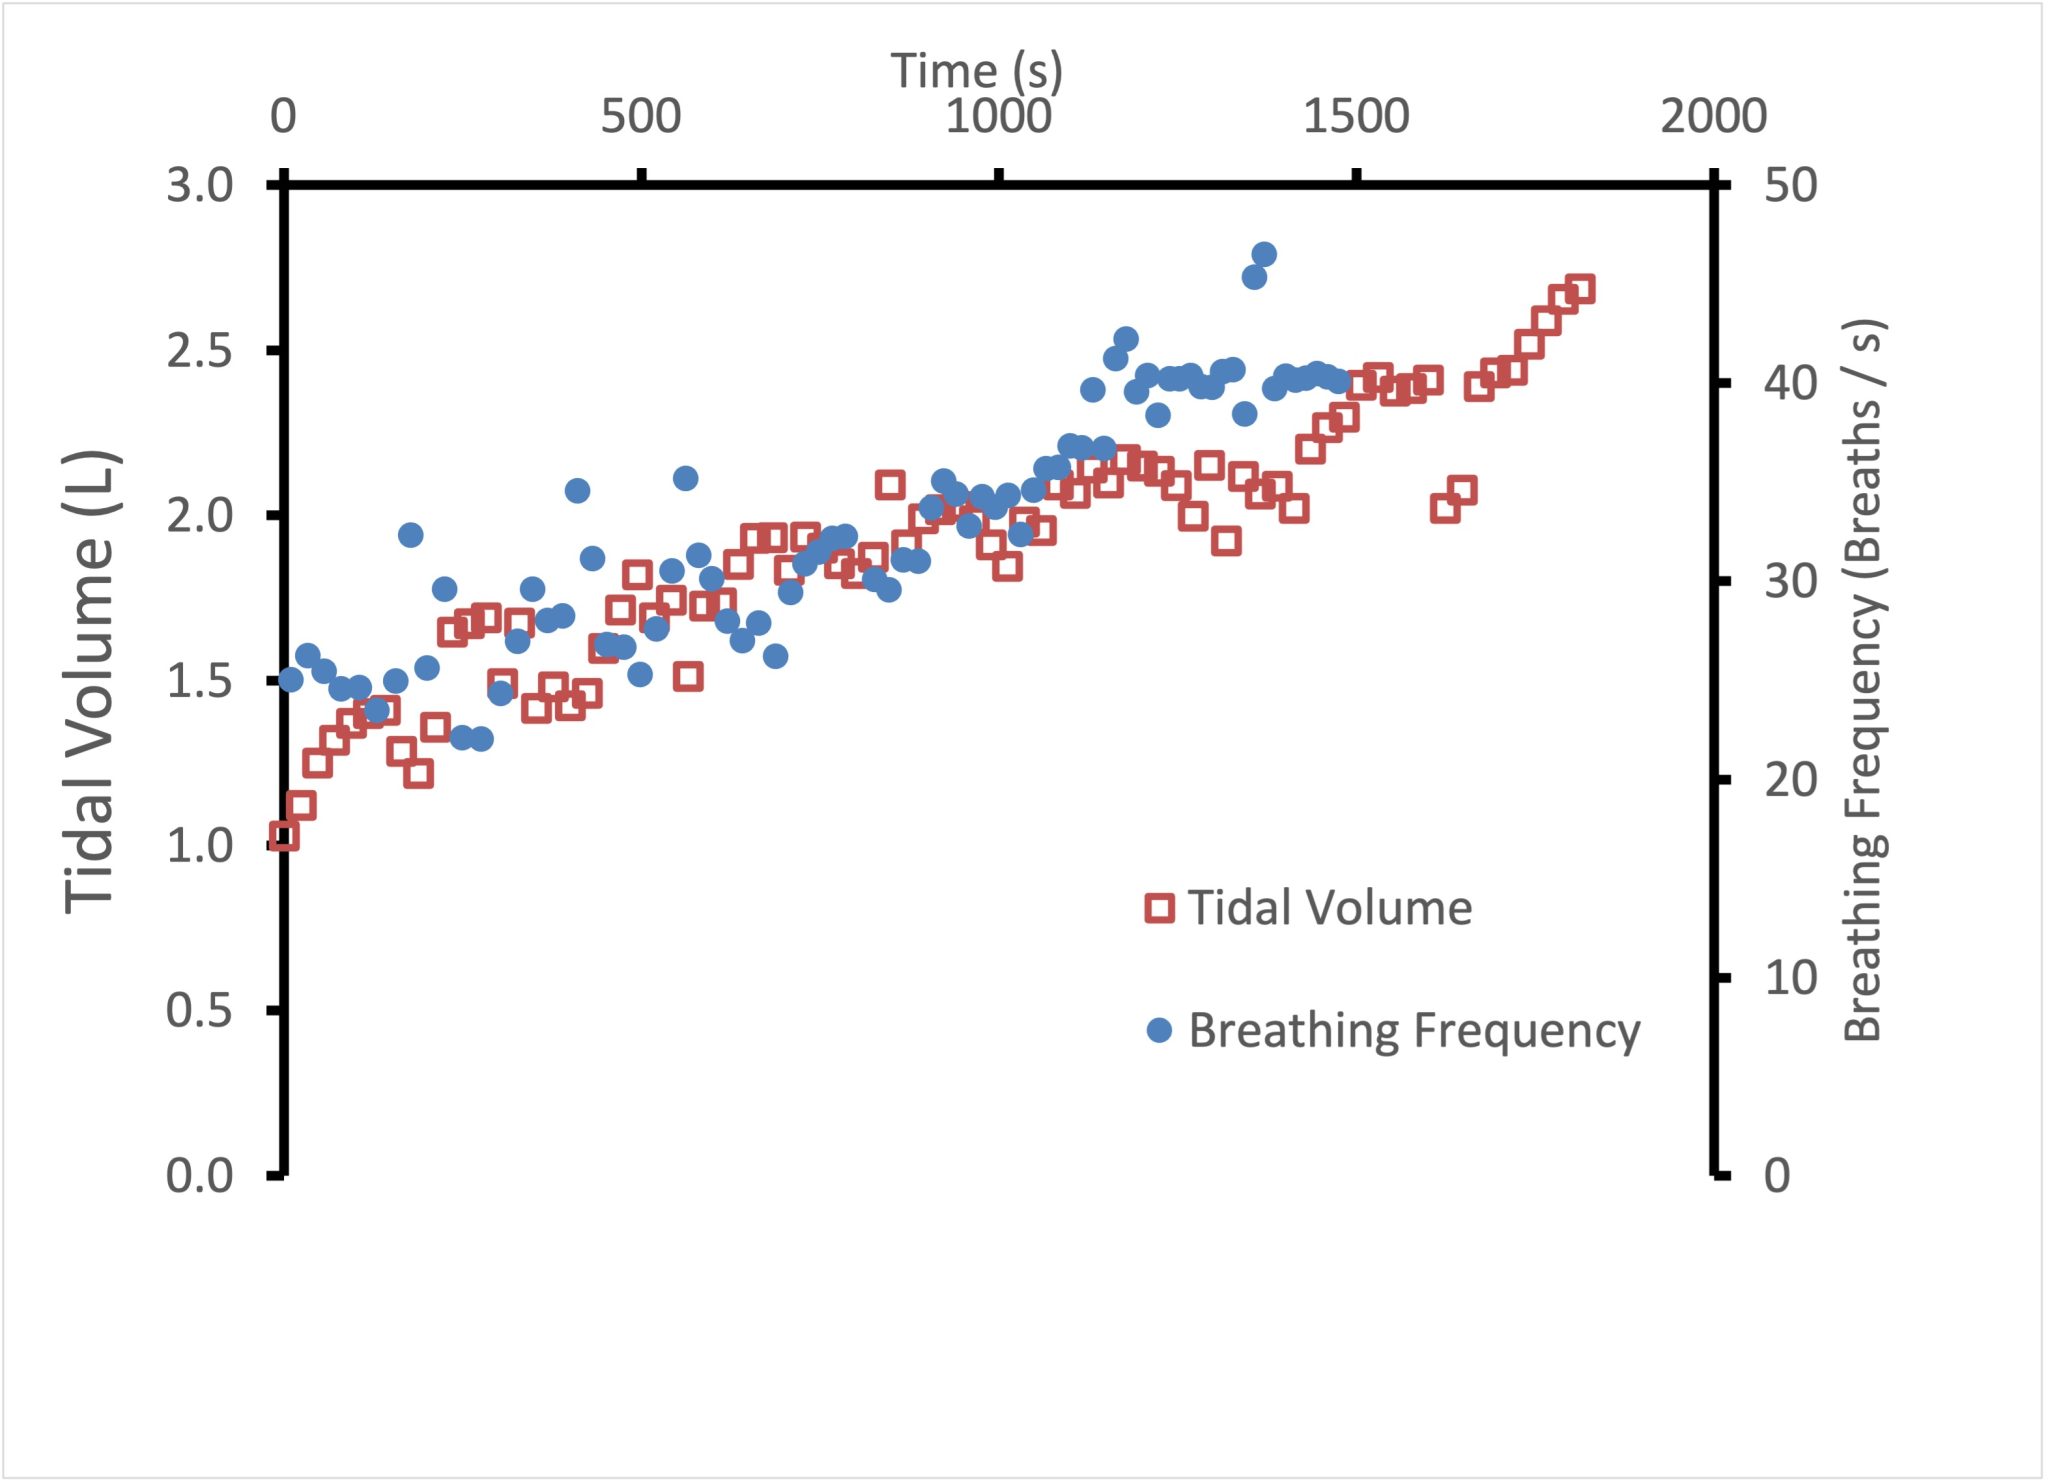 Time (s)
0 500 1000 1500 2000
3.0
2.5
2.0
1.5
1.0
0.5
0.0
Tidal Volume (L)
50
40
30
20
10
0
Breathing Frequency (Breaths / s)
Tidal Volume
Breathing Frequency